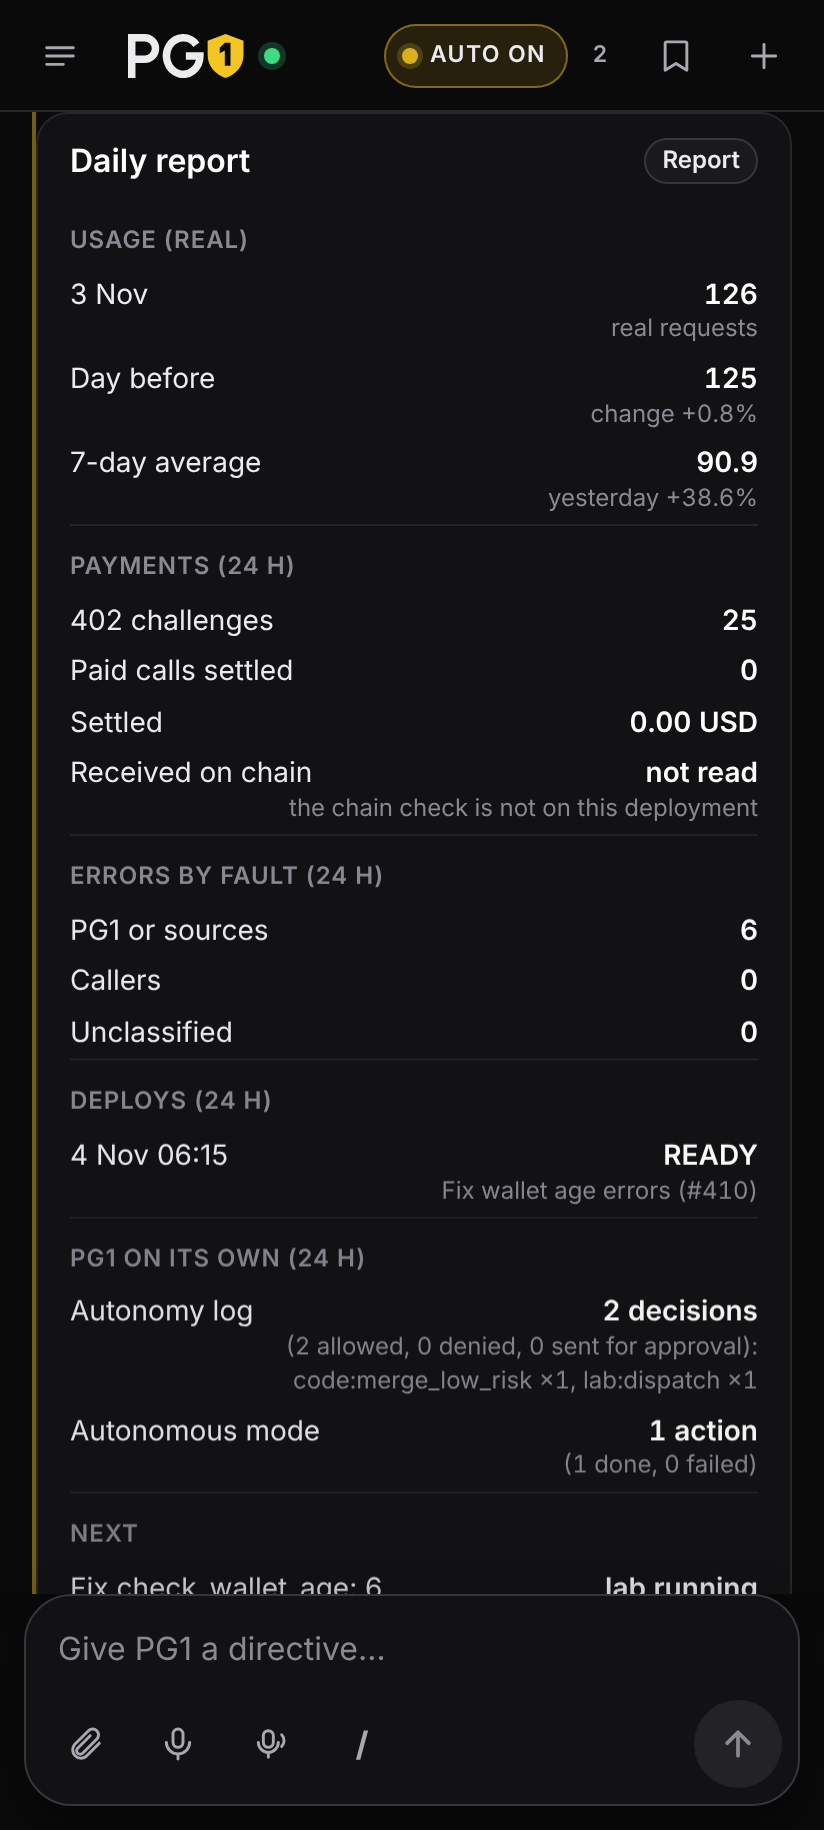 PG1
AUTO ON
2
Daily report
Report
USAGE (REAL)
3 Nov
126
real requests
Day before
125
change +0.8%
7-day average
90.9
yesterday +38.6%
PAYMENTS (24 H)
402 challenges
25
Paid calls settled
0
Settled
0.00 USD
Received on chain
not read
the chain check is not on this deployment
ERRORS BY FAULT (24 H)
PG1 or sources
6
Callers
0
Unclassified
0
DEPLOYS (24 H)
4 Nov 06:15
READY
Fix wallet age errors (#410)
PG1 ON ITS OWN (24 H)
Autonomy log
2 decisions
(2 allowed, 0 denied, 0 sent for approval):
code:merge_low_risk ×1, lab:dispatch ×1
Autonomous mode
1 action
(1 done, 0 failed)
NEXT
Fix check_wallet_age: 6
lab running
Give PG1 a directive...
/